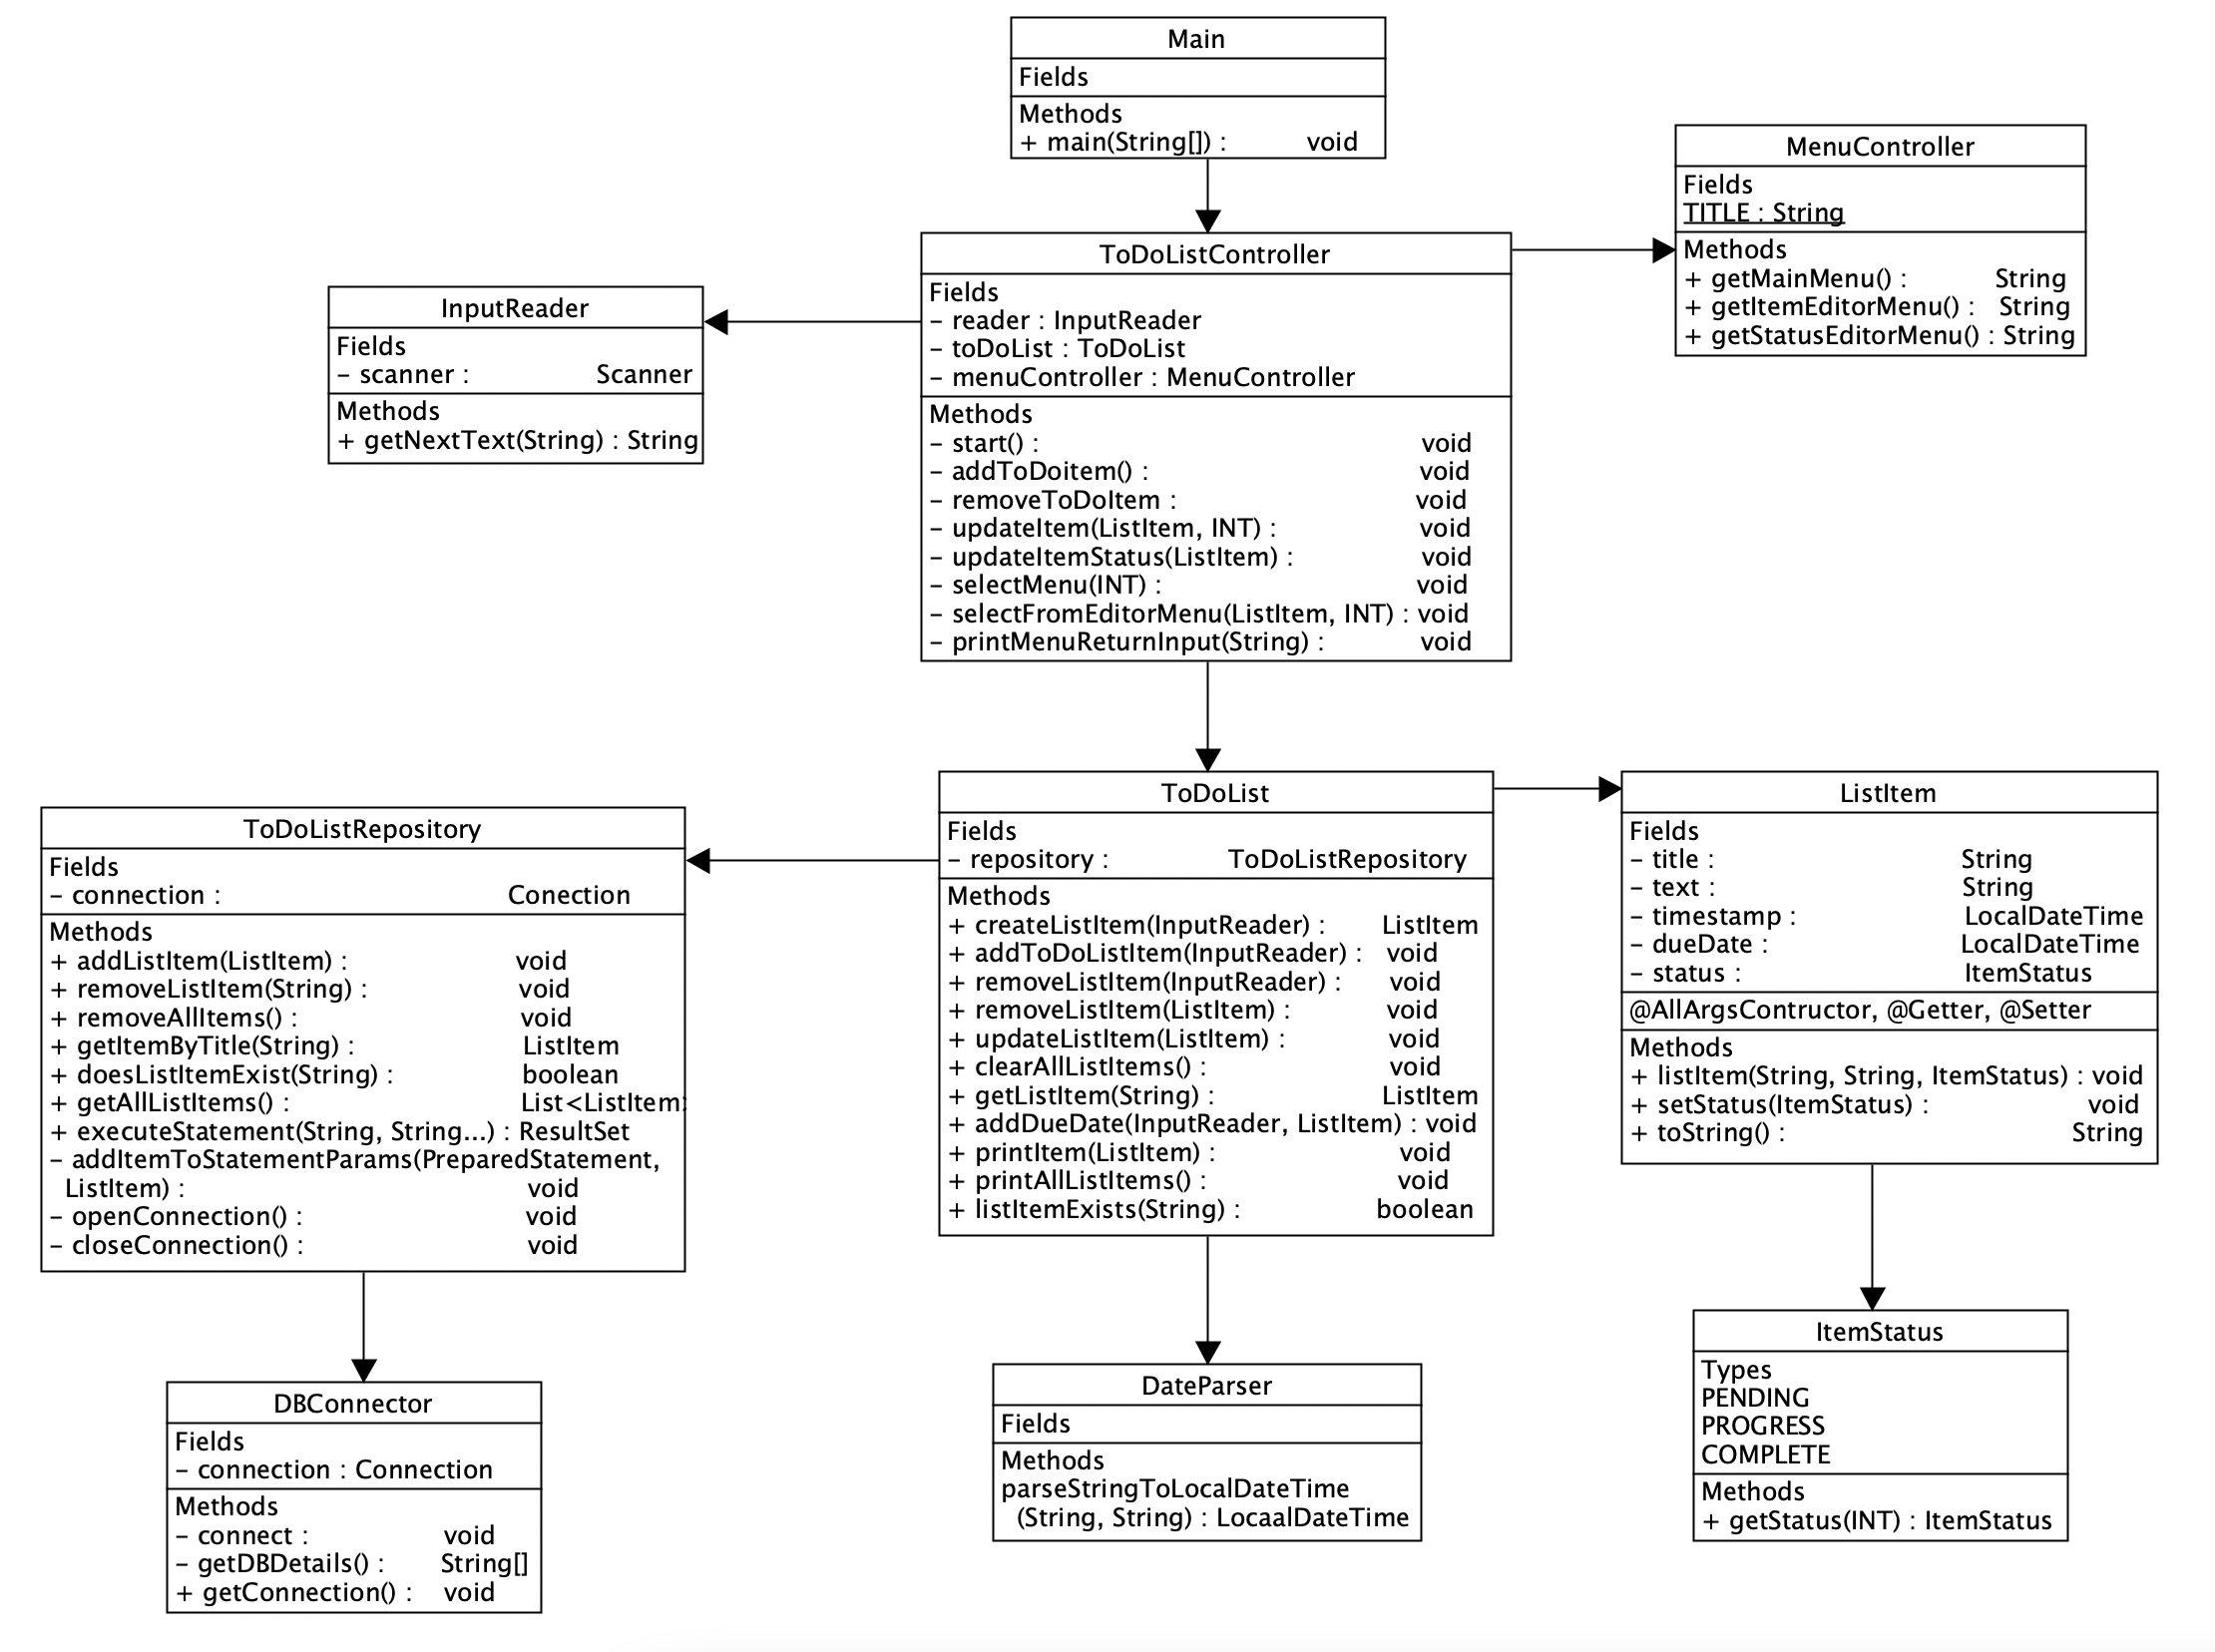 Main
Fields
Methods
+ main(String[]) : void
MenuController
Fields
TITLE : String
Methods
+ getMainMenu() : String
+ getItemEditorMenu() : String
+ getStatusEditorMenu() : String
ToDoListController
Fields
- reader : InputReader
- toDoList : ToDoList
- menuController : MenuController
Methods
- start() : void
- addToDoitem() : void
- removeToDoItem : void
- updateItem(ListItem, INT) : void
- updateItemStatus(ListItem) : void
- selectMenu(INT) : void
- selectFromEditorMenu(ListItem, INT) : void
- printMenuReturnInput(String) : void
InputReader
Fields
- scanner : Scanner
Methods
+ getNextText(String) : String
ToDoList
Fields
- repository : ToDoListRepository
Methods
+ createListItem(InputReader) : ListItem
+ addToDoListItem(InputReader) : void
+ removeListItem(InputReader) : void
+ removeListItem(ListItem) : void
+ updateListItem(ListItem) : void
+ clearAllListItems() : void
+ getListItem(String) : ListItem
+ addDueDate(InputReader, ListItem) : void
+ printItem(ListItem) : void
+ printAllListItems() : void
+ listItemExists(String) : boolean
ListItem
Fields
- title : String
- text : String
- timestamp : LocalDateTime
- dueDate : LocalDateTime
- status : ItemStatus
@AllArgsContructor, @Getter, @Setter
Methods
+ listItem(String, String, ItemStatus) : void
+ setStatus(ItemStatus) : void
+ toString() : String
ToDoListRepository
Fields
- connection : Conection
Methods
+ addListItem(ListItem) : void
+ removeListItem(String) : void
+ removeAllItems() : void
+ getItemByTitle(String) : ListItem
+ doesListItemExist(String) : boolean
+ getAllListItems() : List<ListItem>
+ executeStatement(String, String...) : ResultSet
- addItemToStatementParams(PreparedStatement,
ListItem) : void
- openConnection() : void
- closeConnection() : void
DBConnector
Fields
- connection : Connection
Methods
- connect : void
- getDBDetails() : String[]
+ getConnection() : void
DateParser
Fields
Methods
parseStringToLocalDateTime
(String, String) : LocaalDateTime
ItemStatus
Types
PENDING
PROGRESS
COMPLETE
Methods
+ getStatus(INT) : ItemStatus